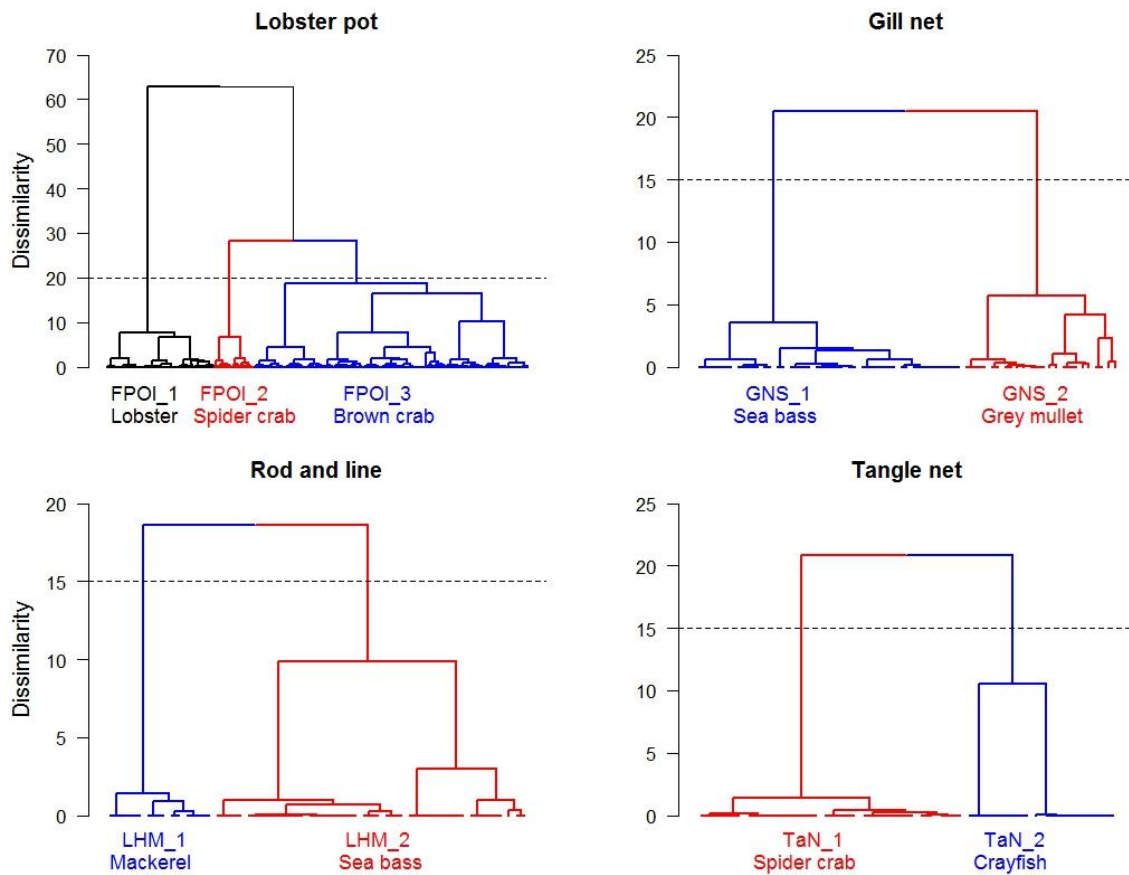 Lobster pot
Gill net
Dissimilarity
70
60
50
40
30
20
10
0
25
20
15
10
5
0
FPOI_1 FPOI_2 FPOI_3
Lobster Spider crab Brown crab
GNS_1 GNS_2
Sea bass Grey mullet
Rod and line
Tangle net
Dissimilarity
20
15
10
5
0
25
20
15
10
5
0
LHM_1 LHM_2
Mackerel Sea bass
TaN_1 TaN_2
Spider crab Crayfish